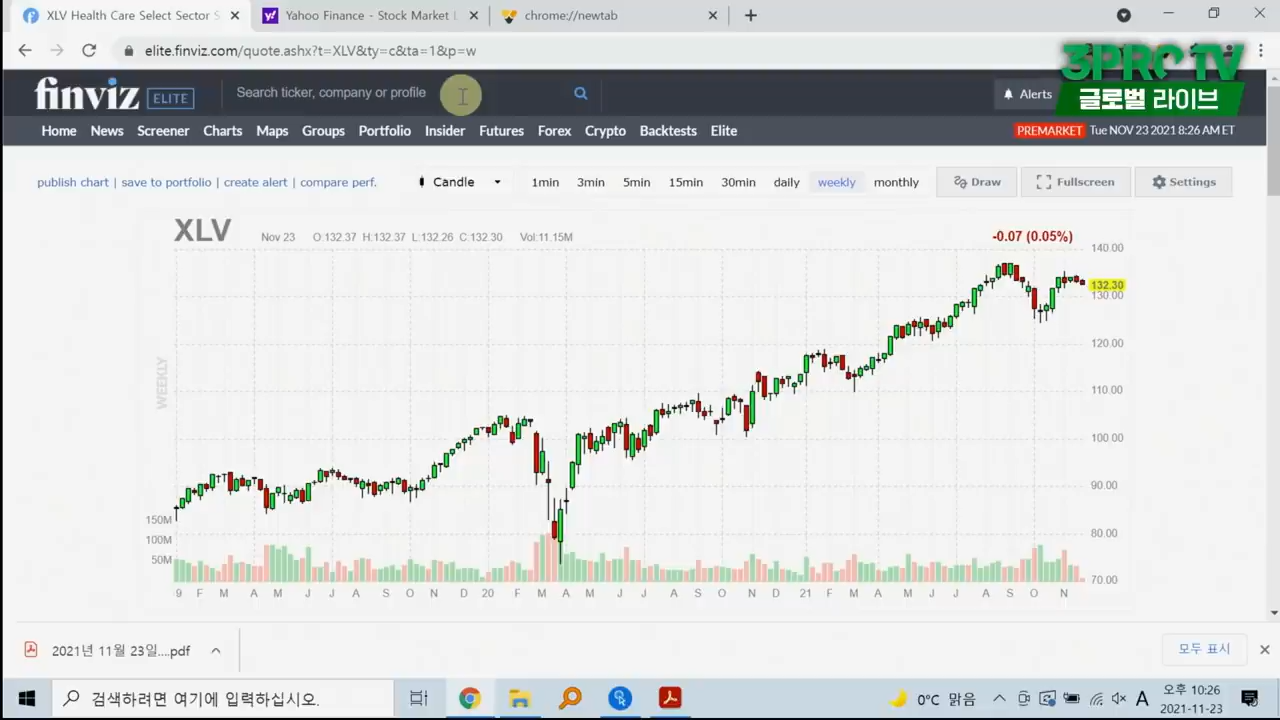 XLV Health Care Select Sector S
Yahoo Finance - Stock Market L
chrome://newtab
elite.finviz.com/quote.ashx?t=XLV&ty=c&ta=1&p=w
3PRO TV
글로벌 라이브
finviz ELITE
Search ticker, company or profile
Alerts
Home News Screener Charts Maps Groups Portfolio Insider Futures Forex Crypto Backtests Elite
PREMARKET Tue NOV 23 2021 8:26 AM ET
publish chart | save to portfolio | create alert | compare perf.
Candle
1min 3min 5min 15min 30min daily weekly monthly
Draw
Fullscreen
Settings
XLV
Nov 23 O:132.37 H:132.37 L:132.26 C:132.30 Vol:11.15M
-0.07 (0.05%)
140.00
132.30
130.00
120.00
110.00
100.00
90.00
80.00
70.00
WEEKLY
150M
100M
50M
9 F M A M J J A S O N D 20 F M A M J J A S O N D 21 F M A M J J A S O N
2021년 11월 23일....pdf
모두 표시
검색하려면 여기에 입력하십시오.
0°C 맑음
A
오후 10:26
2021-11-23